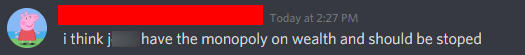 Today at 2:27 PM
i think j have the monopoly on wealth and should be stoped